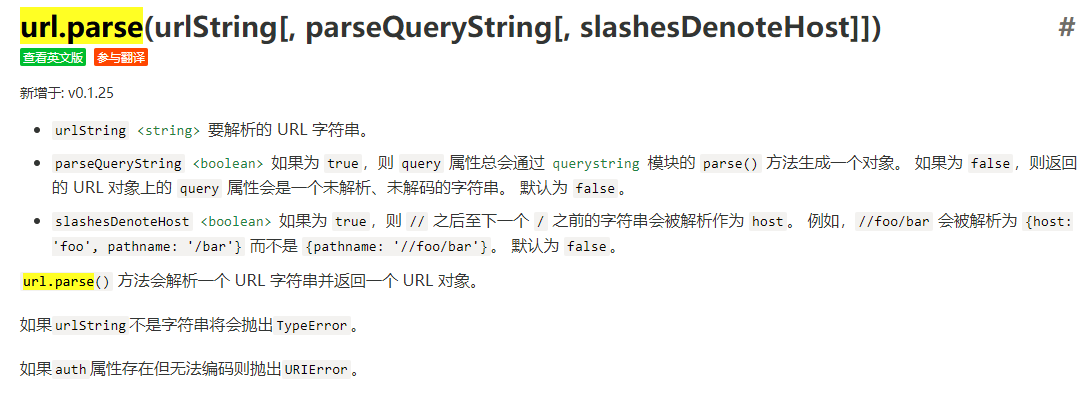 url.parse(urlString[, parseQueryString[, slashesDenoteHost]]) #
查看英文版 参与翻译
新增于: v0.1.25
• urlString <string> 要解析的 URL 字符串。
• parseQueryString <boolean> 如果为 true，则 query 属性总会通过 querystring 模块的 parse() 方法生成一个对象。 如果为 false，则返回
的 URL 对象上的 query 属性会是一个未解析、未解码的字符串。 默认为 false。
• slashesDenoteHost <boolean> 如果为 true，则 // 之后至下一个 / 之前的字符串会被解析作为 host。 例如，//foo/bar 会被解析为 {host:
'foo', pathname: '/bar'} 而不是 {pathname: '//foo/bar'}。 默认为 false。
url.parse() 方法会解析一个 URL 字符串并返回一个 URL 对象。
如果urlString不是字符串将会抛出TypeError。
如果auth属性存在但无法编码则抛出URIError。